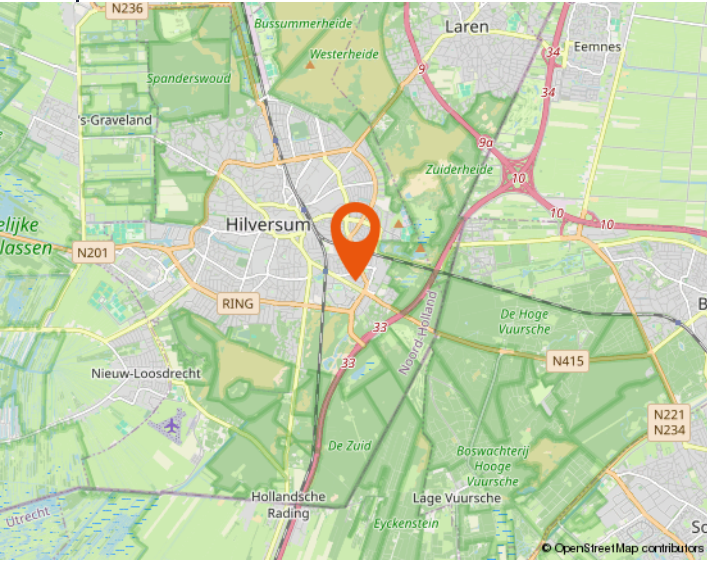 N236
Bussummerheide
Laren
Eemnes
Westerheide
34
9
Spanderswoud
34
's-Graveland
9a
Zuiderheide
10
elijke
lassen
Hilversum
10
10
N201
RING
B
De Hoge
Vuursche
33
Noord-Holland
33
N415
Nieuw-Loosdrecht
N221
N234
De Zuid
Boswachterij
Hooge
Vuursche
Hollandsche
Rading
Lage Vuursche
Utrecht
Eyckenstein
So
© OpenStreetMap contributors